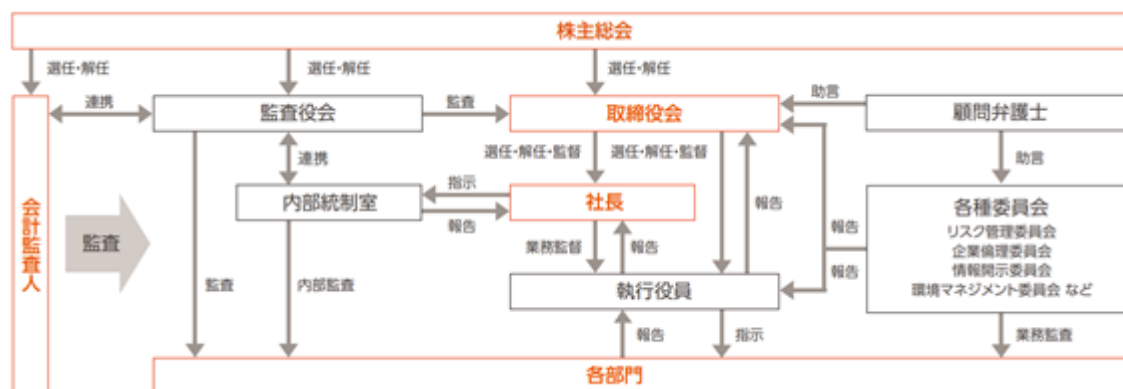 株主総会
選任・解任
選任・解任
選任・解任
連携
監査役会
監査
取締役会
助言
顧問弁護士
選任・解任・監督
選任・解任・監督
連携
助言
会計監査人
監査
内部統制室
指示
報告
社長
報告
各種委員会
リスク管理委員会
企業倫理委員会
情報開示委員会
環境マネジメント委員会 など
報告
報告
業務監督
報告
監査
内部監査
執行役員
報告
指示
業務監査
各部門